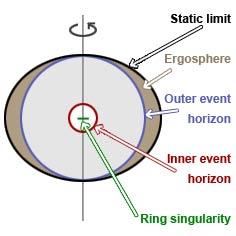 Static limit
Ergosphere
Outer event
horizon
Inner event
horizon
Ring singularity